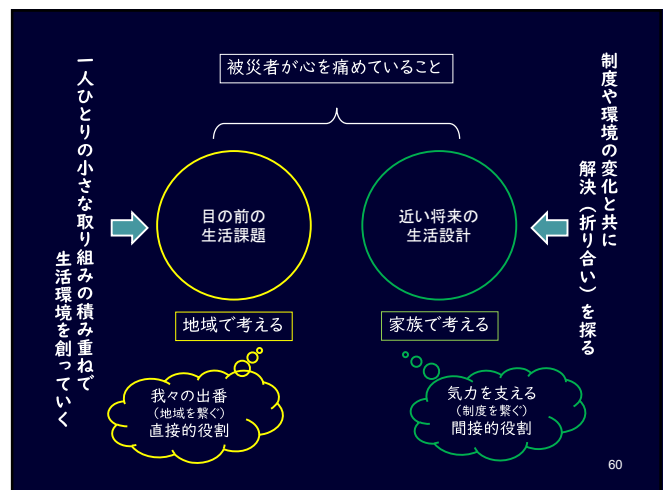 被災者が心を痛めていること
制度や環境の変化と共に
解決（折り合い）を探る
一人ひとりの小さな取り組みの積み重ねで
生活環境を創っていく
目の前の
生活課題
近い将来の
生活設計
地域で考える
家族で考える
我々の出番
（地域を繋ぐ）
直接的役割
気力を支える
（制度を繋ぐ）
間接的役割
60